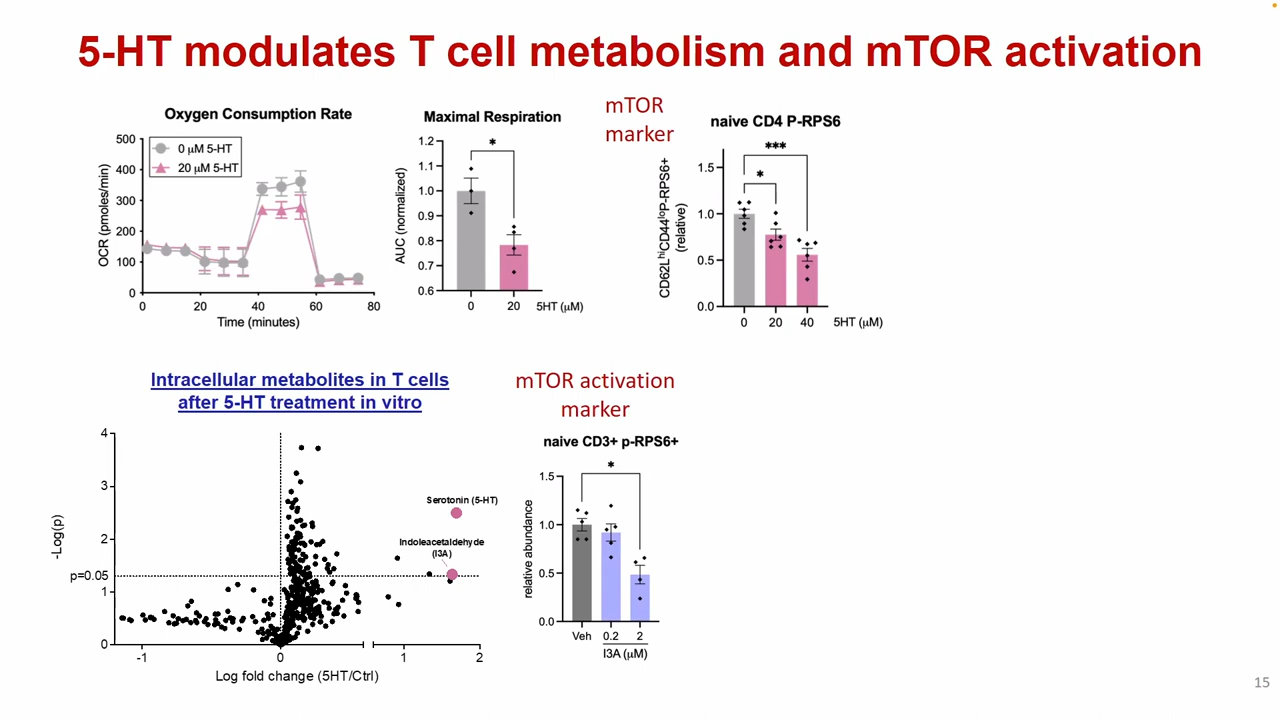 5-HT modulates T cell metabolism and mTOR activation
Oxygen Consumption Rate
500
400
300
200
100
0
OCR (pmoles/min)
0 µM 5-HT
20 µM 5-HT
0 20 40 60 80
Time (minutes)
Maximal Respiration
*
1.2
1.1
1.0
0.9
0.8
0.7
0.6
AUC (normalized)
0 20 5HT (µM)
mTOR
marker
naive CD4 P-RPS6
***
*
1.5
1.0
0.5
0.0
CD62LhiCD44loP-RPS6+
(relative)
0 20 40 5HT (µM)
Intracellular metabolites in T cells
after 5-HT treatment in vitro
4
3
2
p=0.05
1
0
-Log(p)
Serotonin (5-HT)
Indoleacetaldehyde
(I3A)
-1 0 1 2
Log fold change (5HT/Ctrl)
mTOR activation
marker
naive CD3+ p-RPS6+
*
1.5
1.0
0.5
0.0
relative abundance
Veh 0.2 2
I3A (µM)
15